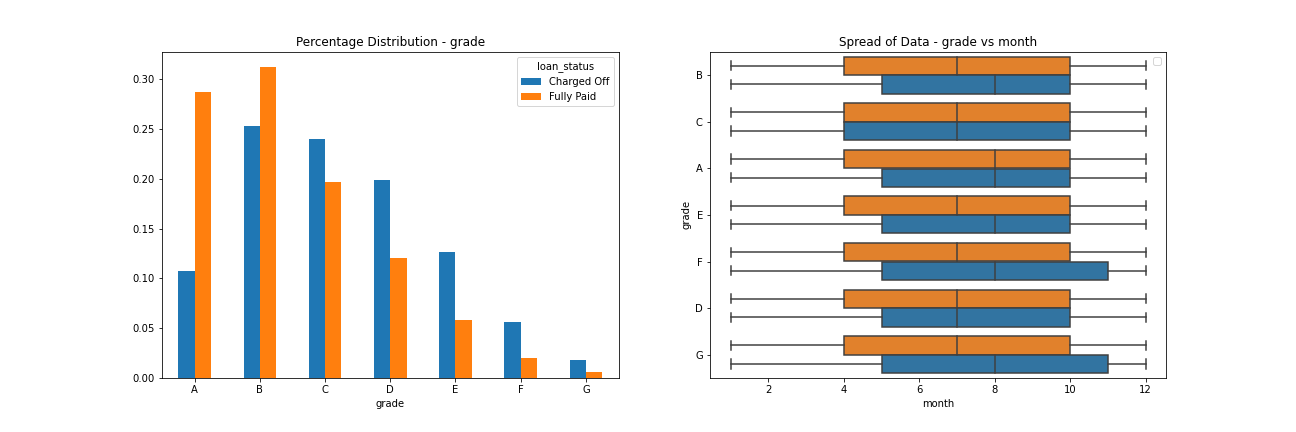 Percentage Distribution - grade
loan_status
Charged Off
Fully Paid
0.30
0.25
0.20
0.15
0.10
0.05
0.00
A B C D E F G
grade
Spread of Data - grade vs month
grade
B
C
A
E
F
D
G
2 4 6 8 10 12
month